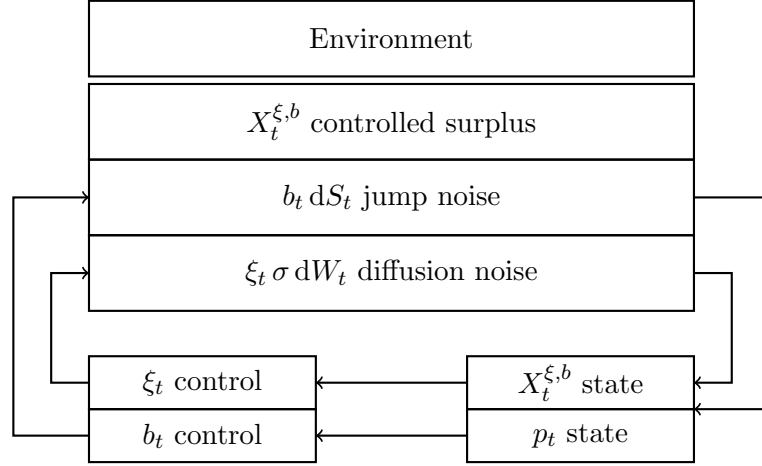 Environment
$X_t^{\xi,b}$ controlled surplus
$b_t \, \mathrm{d}S_t$ jump noise
$\xi_t \, \sigma \, \mathrm{d}W_t$ diffusion noise
$\xi_t$ control
$X_t^{\xi,b}$ state
$b_t$ control
$p_t$ state